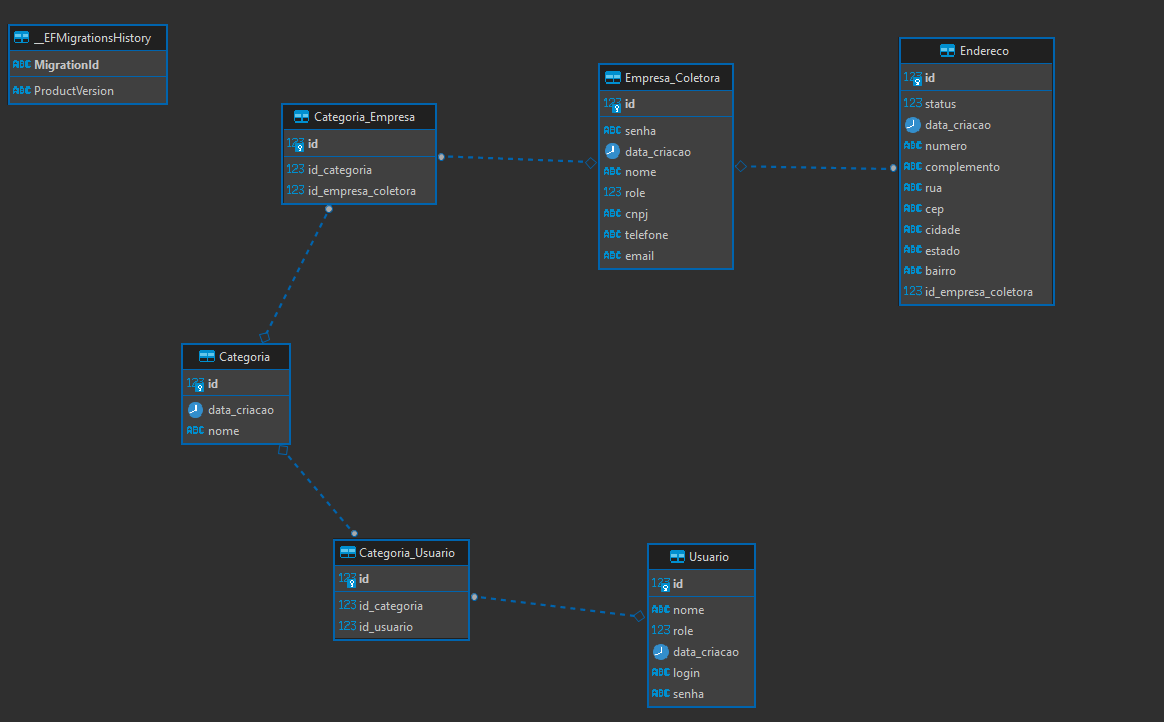 __EFMigrationsHistory
ABC MigrationId
ABC ProductVersion
Categoria_Empresa
123 id
123 id_categoria
123 id_empresa_coletora
Empresa_Coletora
123 id
ABC senha
data_criacao
ABC nome
123 role
ABC cnpj
ABC telefone
ABC email
Endereco
123 id
123 status
data_criacao
ABC numero
ABC complemento
ABC rua
ABC cep
ABC cidade
ABC estado
ABC bairro
123 id_empresa_coletora
Categoria
123 id
data_criacao
ABC nome
Categoria_Usuario
123 id
123 id_categoria
123 id_usuario
Usuario
123 id
ABC nome
123 role
data_criacao
ABC login
ABC senha